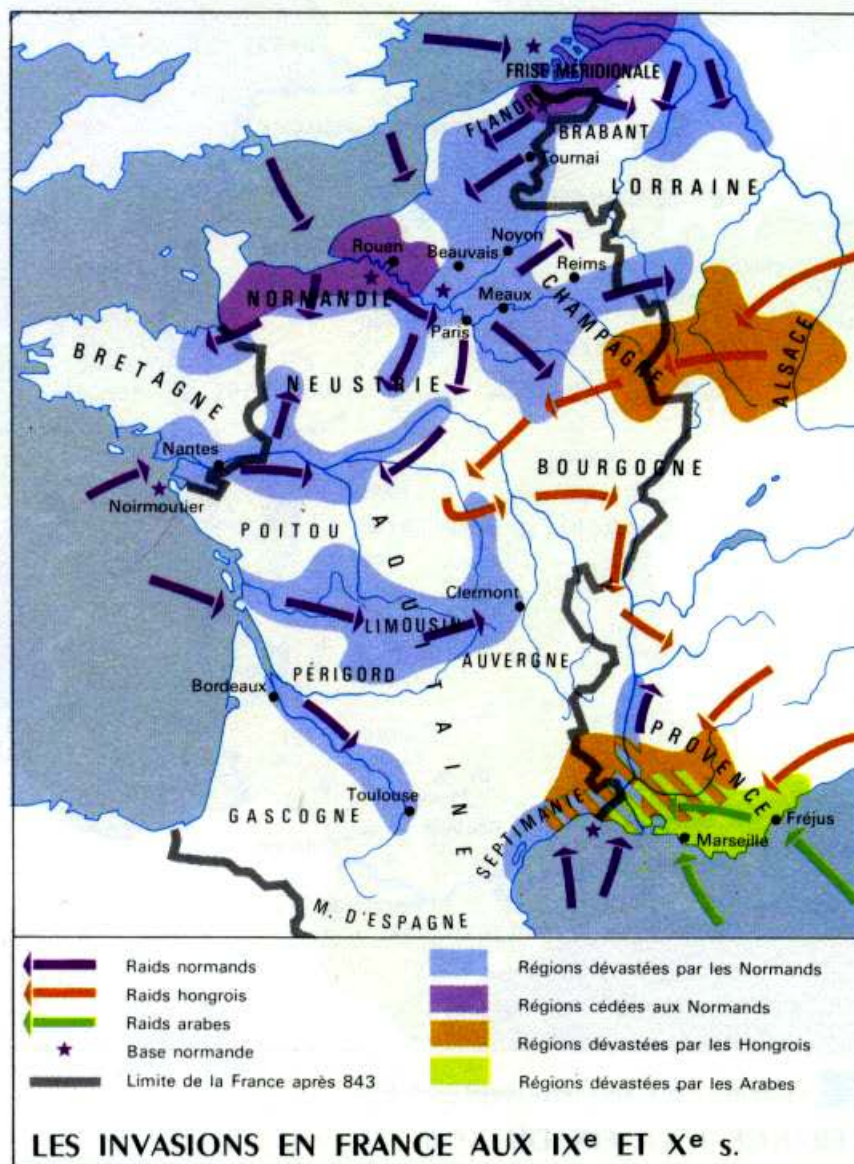 FRISE MÉRIDIONALE
FLANDRE
BRABANT
Tournai
LORRAINE
Rouen
Beauvais
Noyon
Reims
NORMANDIE
Meaux
CHAMPAGNE
Paris
ALSACE
BRETAGNE
NEUSTRIE
Nantes
BOURGOGNE
Noirmoutier
POITOU
AQUITAINE
Clermont
LIMOUSIN
AUVERGNE
PÉRIGORD
Bordeaux
PROVENCE
Toulouse
GASCOGNE
SEPTIMANIE
Fréjus
Marseille
M. D'ESPAGNE
Raids normands
Raids hongrois
Raids arabes
Base normande
Limite de la France après 843
Régions dévastées par les Normands
Régions cédées aux Normands
Régions dévastées par les Hongrois
Régions dévastées par les Arabes
LES INVASIONS EN FRANCE AUX IXe ET Xe s.